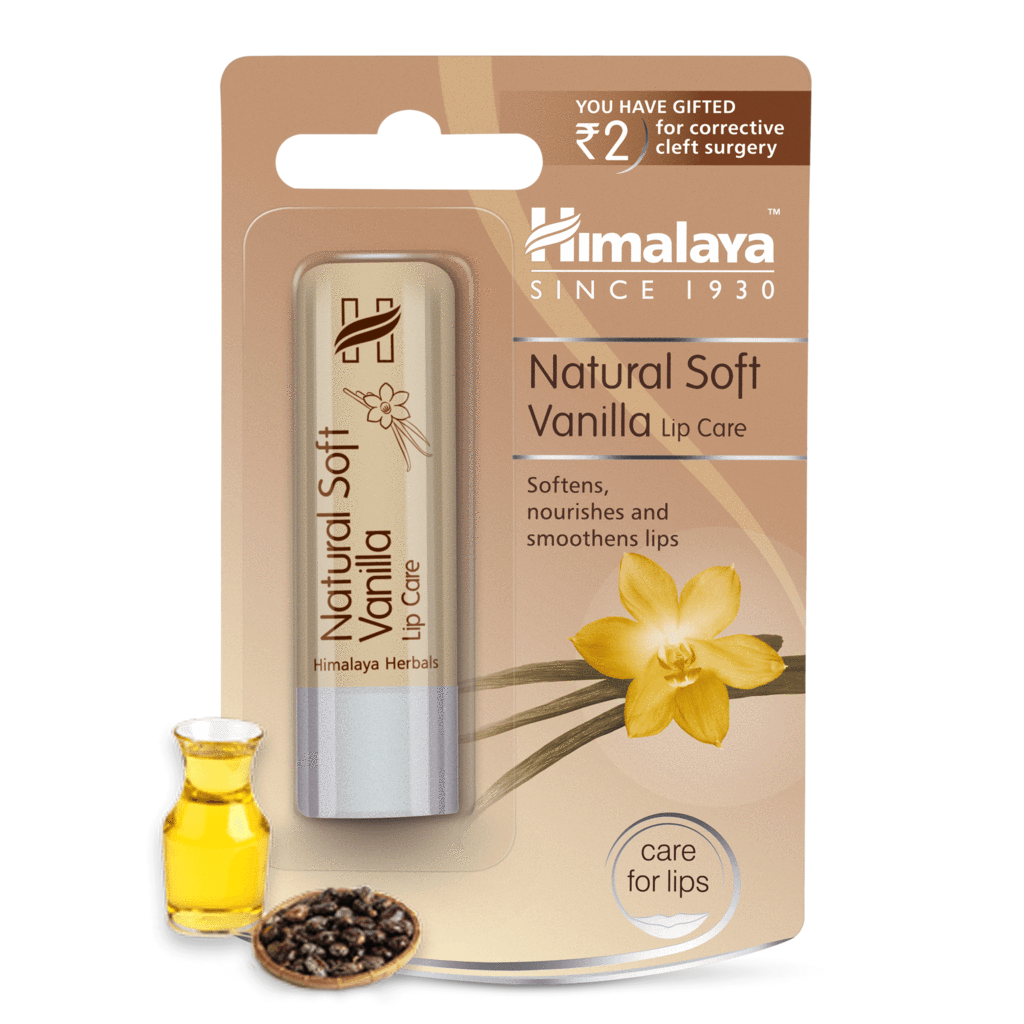 YOU HAVE GIFTED
₹2 for corrective
cleft surgery
Himalaya™
SINCE 1930
Natural Soft
Vanilla Lip Care
Softens,
nourishes and
smoothens lips
Natural Soft
Vanilla
Lip Care
Himalaya Herbals
care
for lips